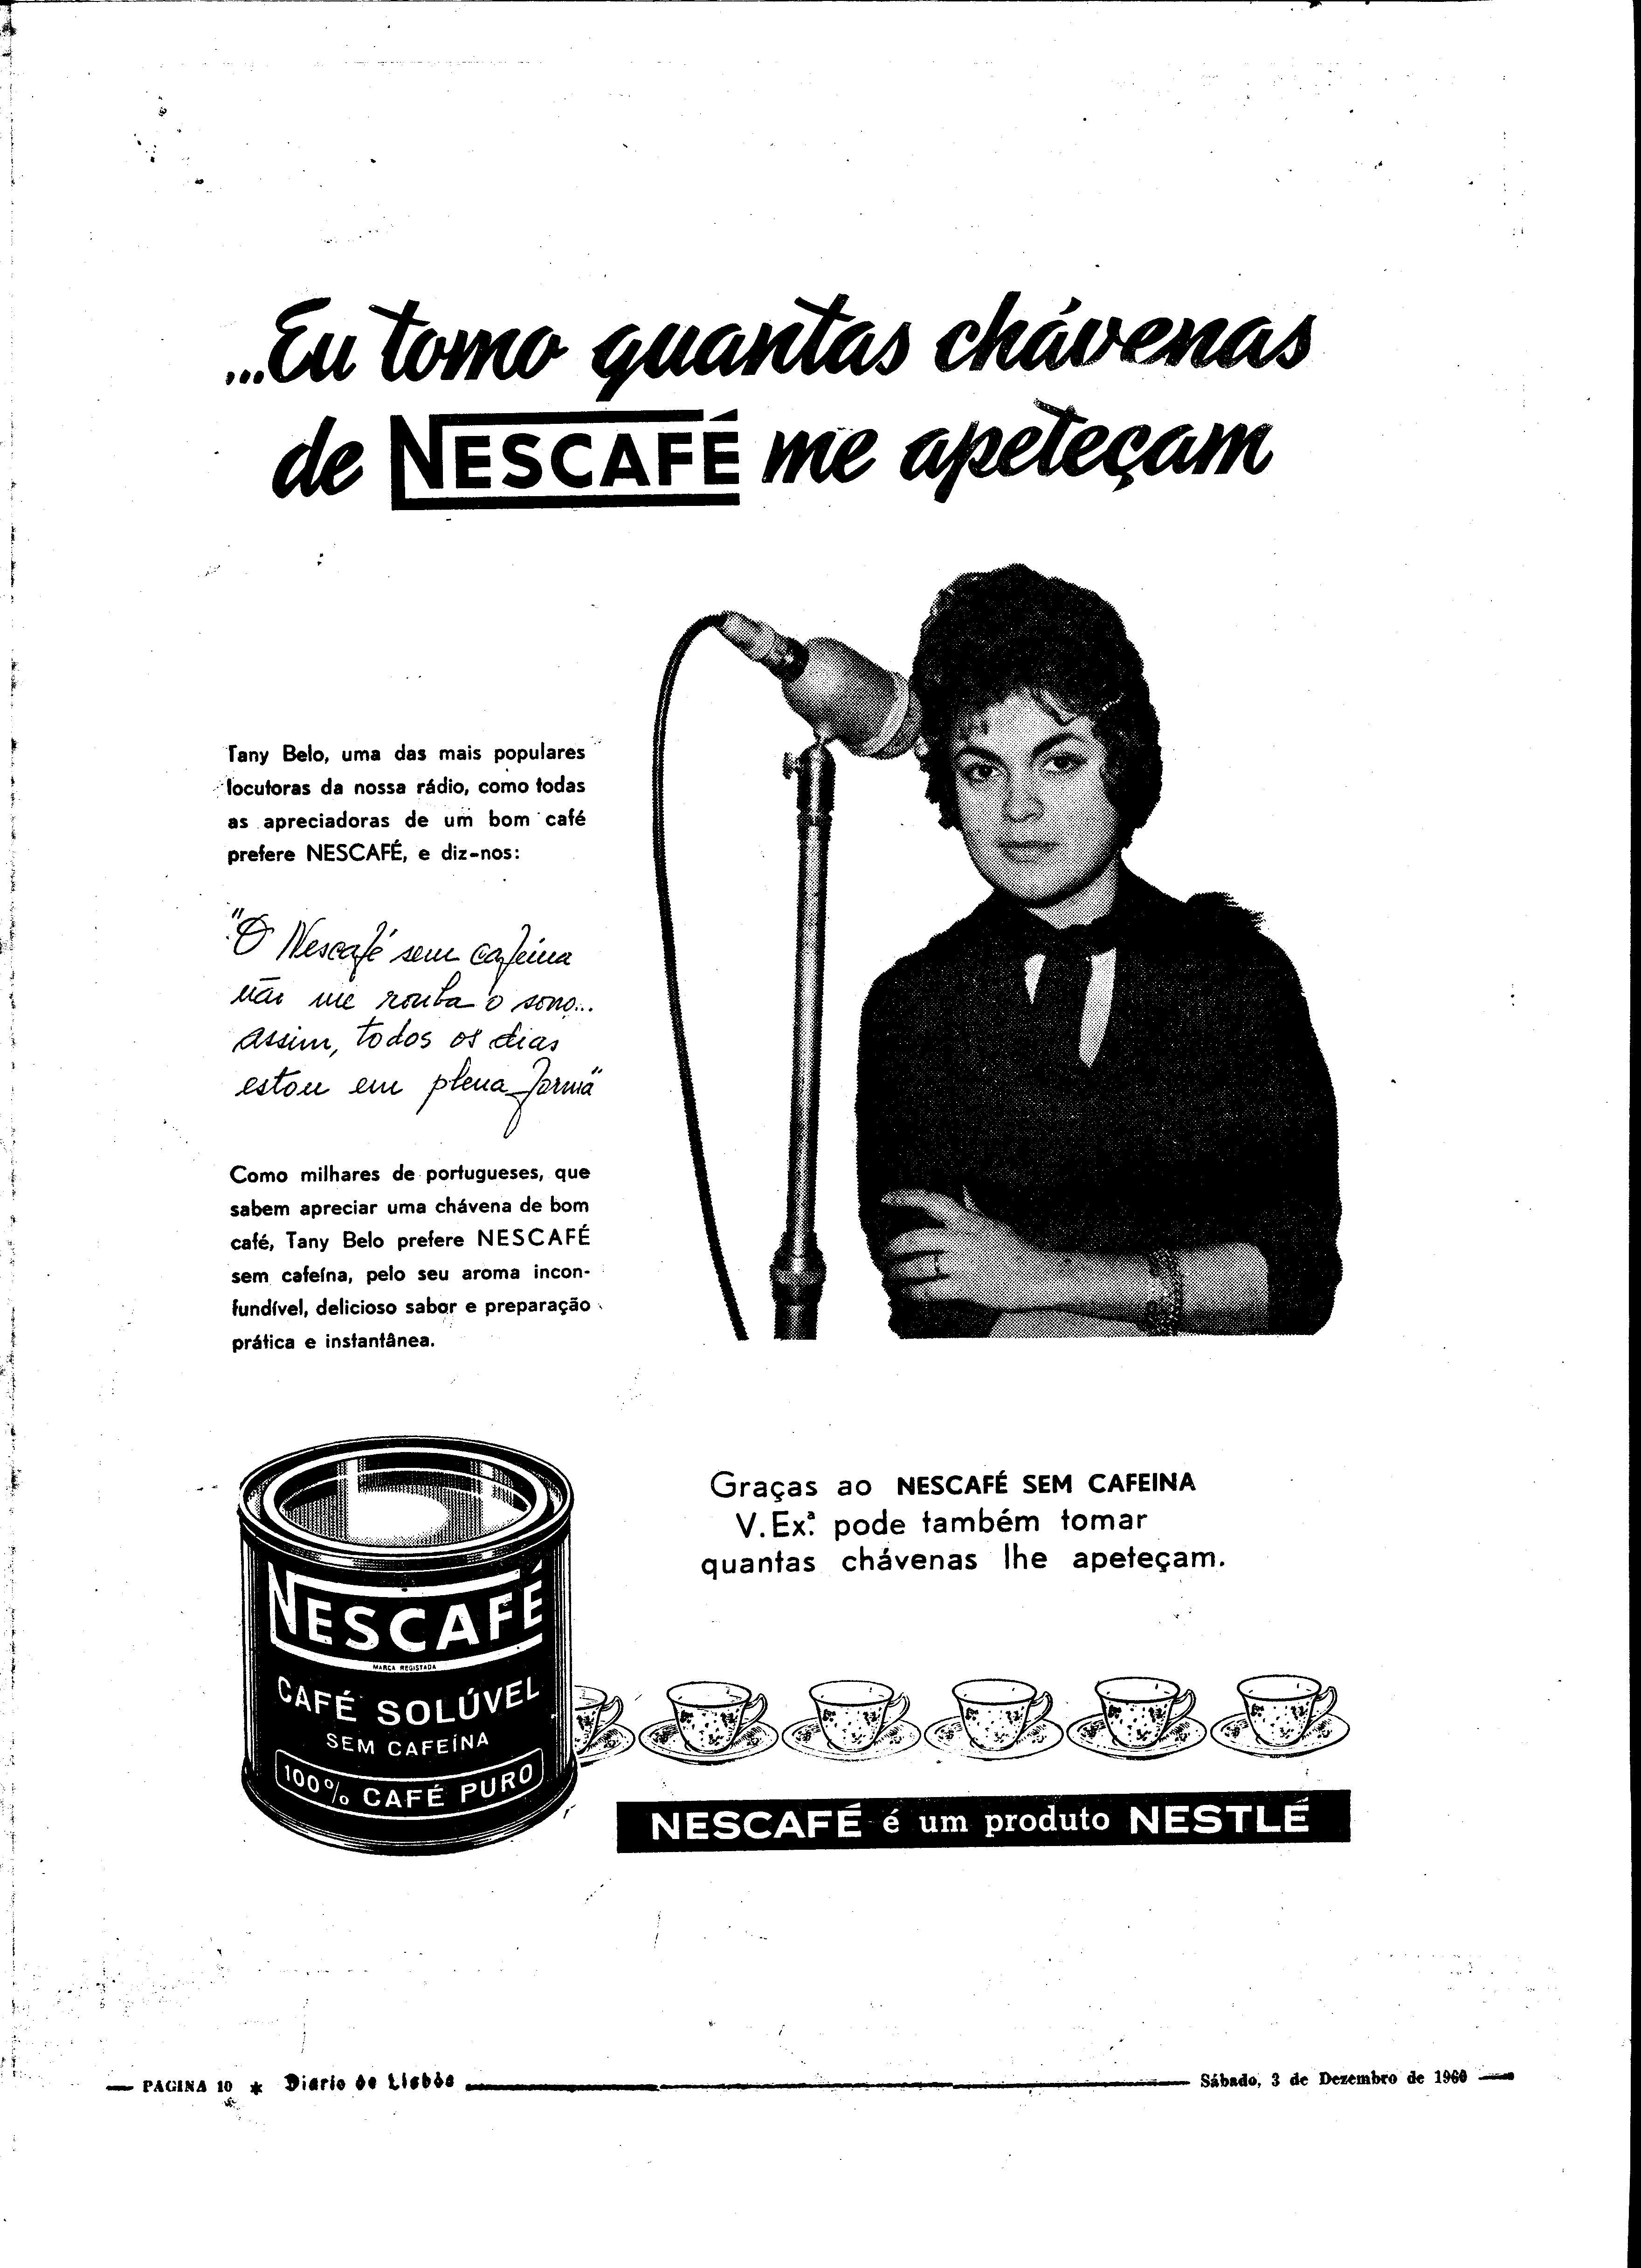 ...Eu tomo quantas chávenas
de NESCAFÉ me apeteçam
Tany Belo, uma das mais populares
locutoras da nossa rádio, como todas
as apreciadoras de um bom café
prefere NESCAFÉ, e diz-nos:
"O Nescafé sem cafeina
não me rouba o sono...
assim, todos os dias
estou em plena forma"
Como milhares de portugueses, que
sabem apreciar uma chávena de bom
café, Tany Belo prefere NESCAFÉ
sem cafeína, pelo seu aroma incon-
fundível, delicioso sabor e preparação
prática e instantânea.
Graças ao NESCAFÉ SEM CAFEINA
V. Ex.ª pode também tomar
quantas chávenas lhe apeteçam.
NESCAFÉ
MARCA REGISTADA
CAFÉ SOLÚVEL
SEM CAFEÍNA
100% CAFÉ PURO
NESCAFÉ é um produto NESTLÉ
PAGINA 10 * Diario de Lisbôa
Sábado, 3 de Dezembro de 1960